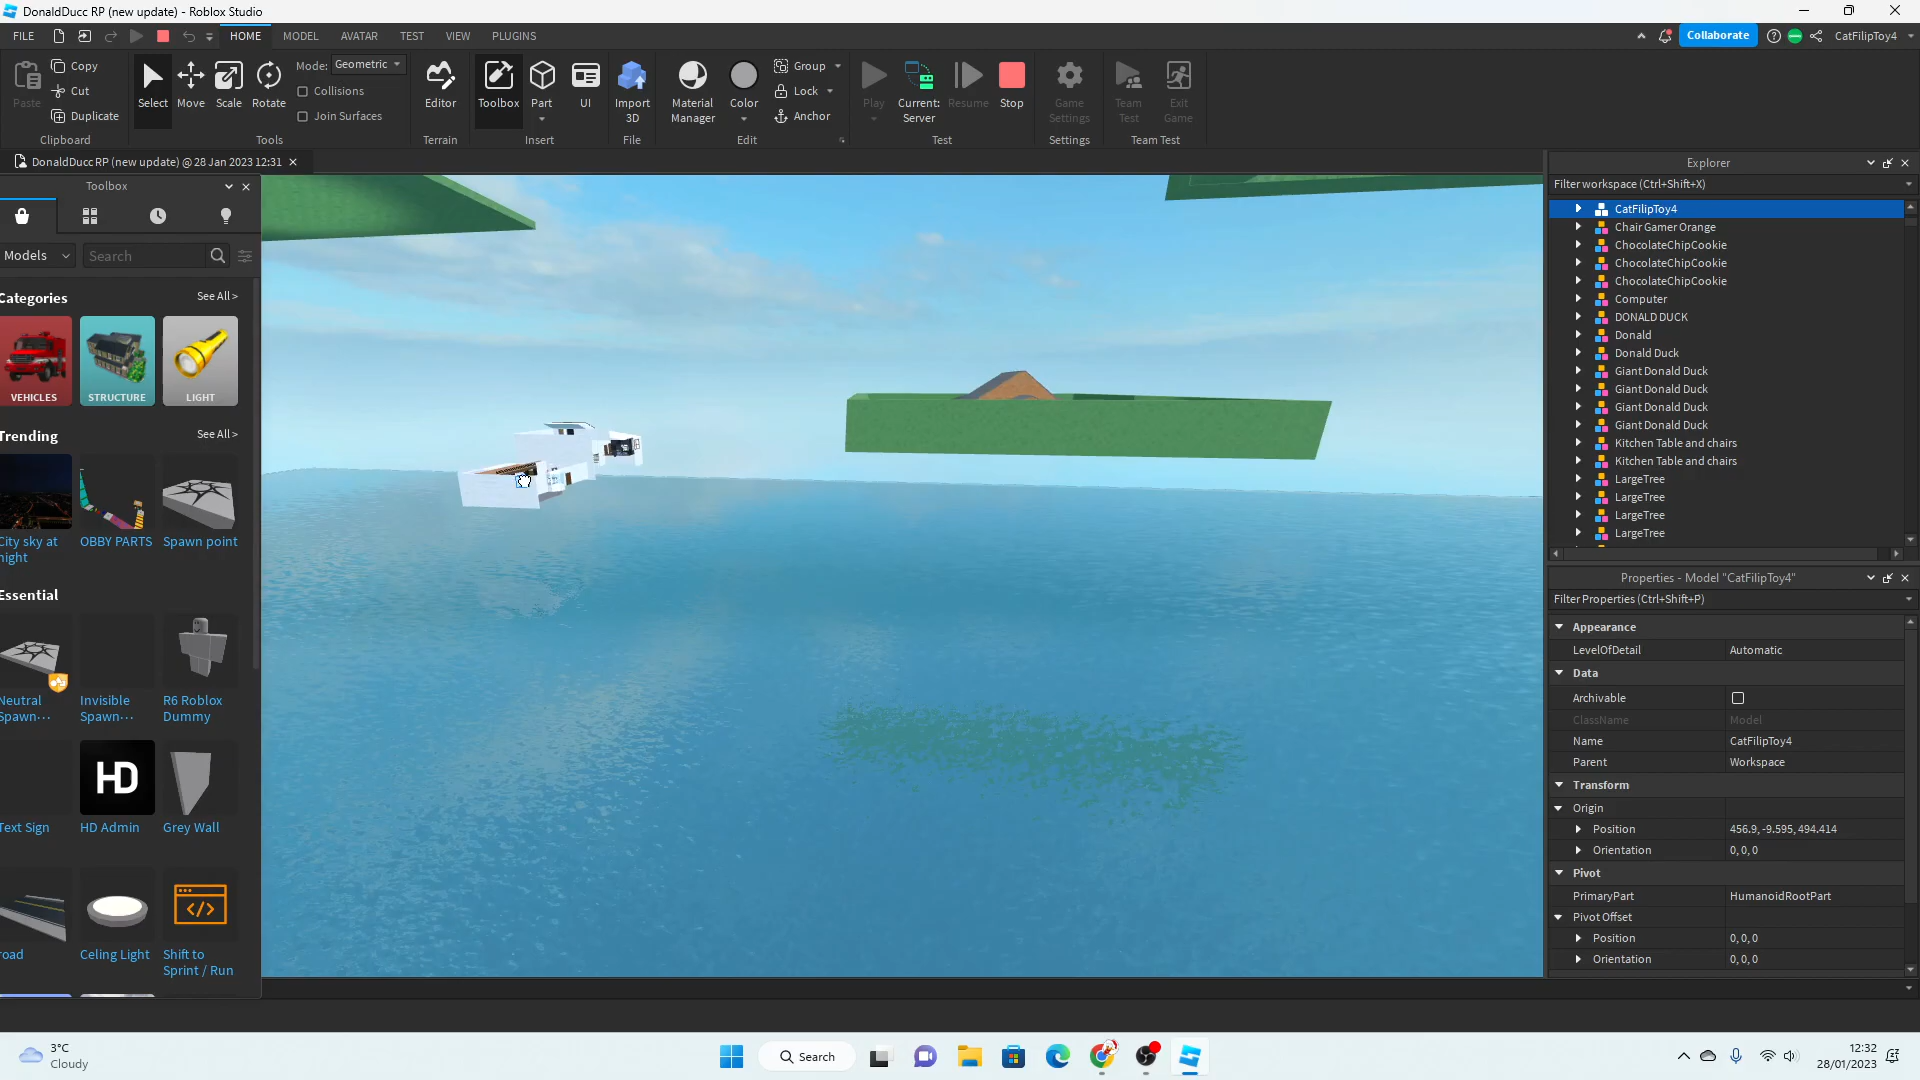 DonaldDucc RP (new update) - Roblox Studio
FILE HOME MODEL AVATAR TEST VIEW PLUGINS Collaborate CatFilipToy4
Paste Copy Cut Duplicate Clipboard
Select Move Scale Rotate Mode: Geometric Collisions Join Surfaces Tools
Editor Terrain
Toolbox Part UI Insert
Import 3D File
Material Manager Color Group Lock Anchor Edit
Play Current: Server Resume Stop Test
Game Settings Settings
Team Test Exit Game Team Test
DonaldDucc RP (new update) @ 28 Jan 2023 12:31
Toolbox
Models Search
Categories See All >
VEHICLES STRUCTURE LIGHT
Trending See All >
City sky at night OBBY PARTS Spawn point
Essential
Neutral Spawn... Invisible Spawn... R6 Roblox Dummy
HD
Text Sign HD Admin Grey Wall
road Celing Light Shift to Sprint / Run
Explorer
Filter workspace (Ctrl+Shift+X)
CatFilipToy4
Chair Gamer Orange
ChocolateChipCookie
ChocolateChipCookie
ChocolateChipCookie
Computer
DONALD DUCK
Donald
Donald Duck
Giant Donald Duck
Giant Donald Duck
Giant Donald Duck
Giant Donald Duck
Kitchen Table and chairs
Kitchen Table and chairs
LargeTree
LargeTree
LargeTree
LargeTree
Properties - Model "CatFilipToy4"
Filter Properties (Ctrl+Shift+P)
Appearance
LevelOfDetail Automatic
Data
Archivable
ClassName Model
Name CatFilipToy4
Parent Workspace
Transform
Origin
Position 456.9, -9.595, 494.414
Orientation 0, 0, 0
Pivot
PrimaryPart HumanoidRootPart
Pivot Offset
Position 0, 0, 0
Orientation 0, 0, 0
3°C
Cloudy
Search
12:32
28/01/2023